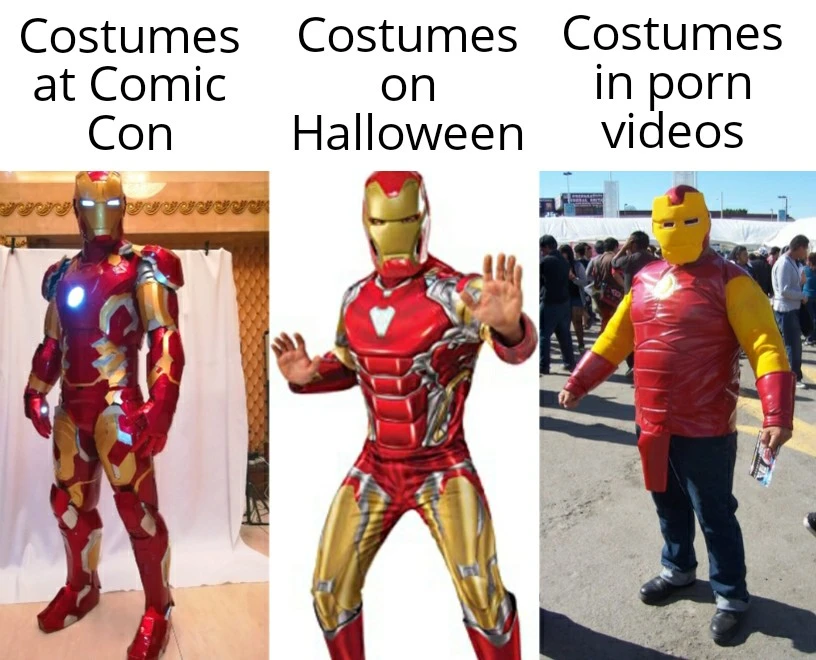 Costumes
at Comic
Con
Costumes
on
Halloween
Costumes
in porn
videos